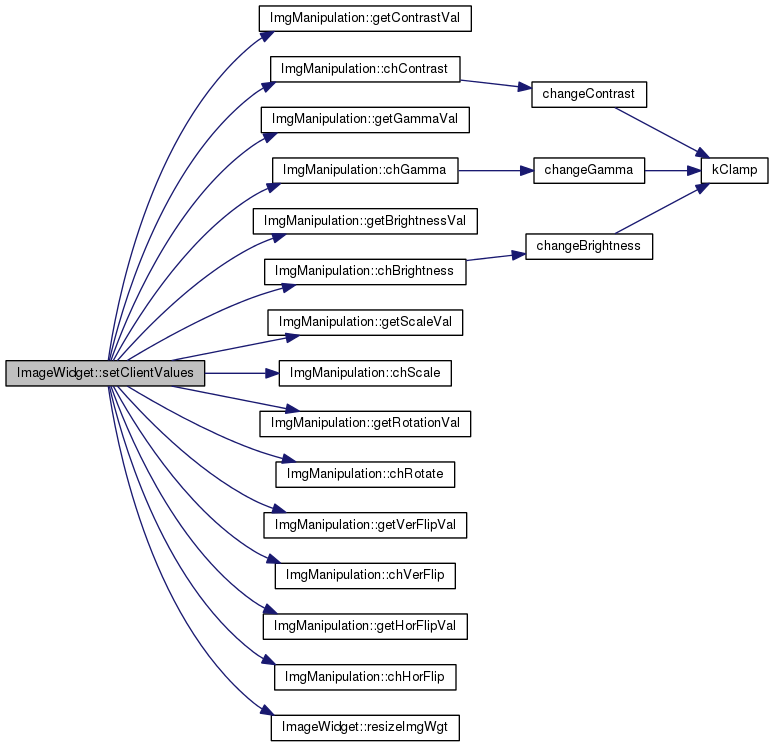 ImgManipulation::getContrastVal
ImgManipulation::chContrast
changeContrast
ImgManipulation::getGammaVal
ImgManipulation::chGamma
changeGamma
kClamp
ImgManipulation::getBrightnessVal
changeBrightness
ImgManipulation::chBrightness
ImgManipulation::getScaleVal
ImageWidget::setClientValues
ImgManipulation::chScale
ImgManipulation::getRotationVal
ImgManipulation::chRotate
ImgManipulation::getVerFlipVal
ImgManipulation::chVerFlip
ImgManipulation::getHorFlipVal
ImgManipulation::chHorFlip
ImageWidget::resizeImgWgt